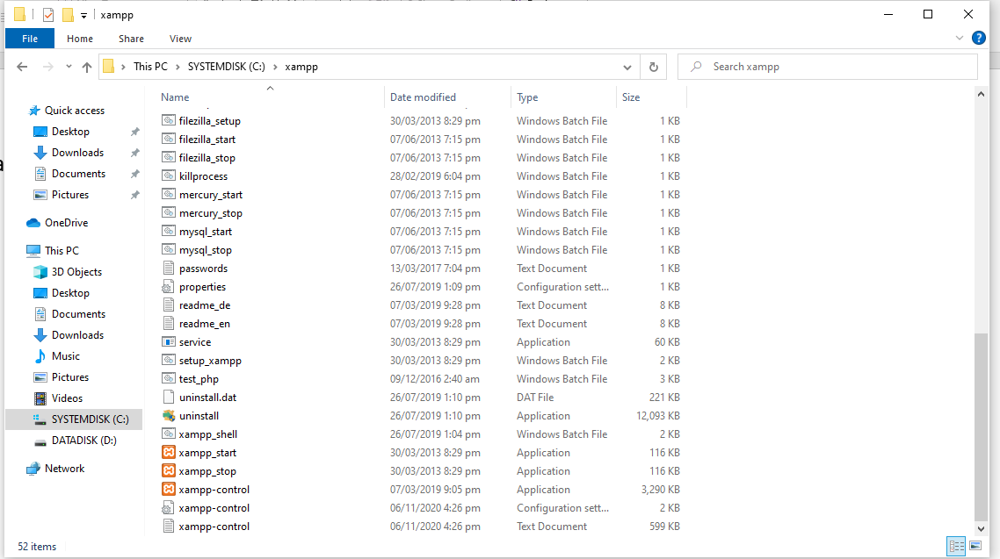 xampp
File Home Share View
This PC SYSTEMDISK (C:) xampp
Search xampp
Name Date modified Type Size
Quick access
Desktop
Downloads
Documents
Pictures
OneDrive
This PC
3D Objects
Desktop
Documents
Downloads
Music
Pictures
Videos
SYSTEMDISK (C:)
DATADISK (D:)
Network
filezilla_setup 30/03/2013 8:29 pm Windows Batch File 1 KB
filezilla_start 07/06/2013 7:15 pm Windows Batch File 1 KB
filezilla_stop 07/06/2013 7:15 pm Windows Batch File 1 KB
killprocess 28/02/2019 6:04 pm Windows Batch File 1 KB
mercury_start 07/06/2013 7:15 pm Windows Batch File 1 KB
mercury_stop 07/06/2013 7:15 pm Windows Batch File 1 KB
mysql_start 07/06/2013 7:15 pm Windows Batch File 1 KB
mysql_stop 07/06/2013 7:15 pm Windows Batch File 1 KB
passwords 13/03/2017 7:04 pm Text Document 1 KB
properties 26/07/2019 1:09 pm Configuration sett... 1 KB
readme_de 07/03/2019 9:28 pm Text Document 8 KB
readme_en 07/03/2019 9:28 pm Text Document 8 KB
service 30/03/2013 8:29 pm Application 60 KB
setup_xampp 30/03/2013 8:29 pm Windows Batch File 2 KB
test_php 09/12/2016 2:40 am Windows Batch File 3 KB
uninstall.dat 26/07/2019 1:10 pm DAT File 221 KB
uninstall 26/07/2019 1:10 pm Application 12,093 KB
xampp_shell 26/07/2019 1:04 pm Windows Batch File 2 KB
xampp_start 30/03/2013 8:29 pm Application 116 KB
xampp_stop 30/03/2013 8:29 pm Application 116 KB
xampp-control 07/03/2019 9:05 pm Application 3,290 KB
xampp-control 06/11/2020 4:26 pm Configuration sett... 2 KB
xampp-control 06/11/2020 4:26 pm Text Document 599 KB
52 items